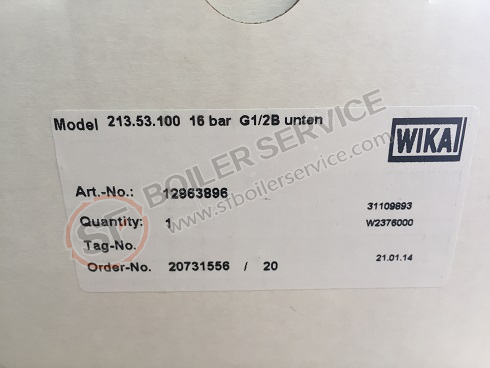 Model 213.53.100 16 bar G1/2B unten
WIKA
Art.-No.: 12963896
31109893
Quantity: 1
W2376000
Tag-No.
Order-No. 20731556 / 20
21.01.14
SF BOILER SERVICE
www.sfboilerservice.com